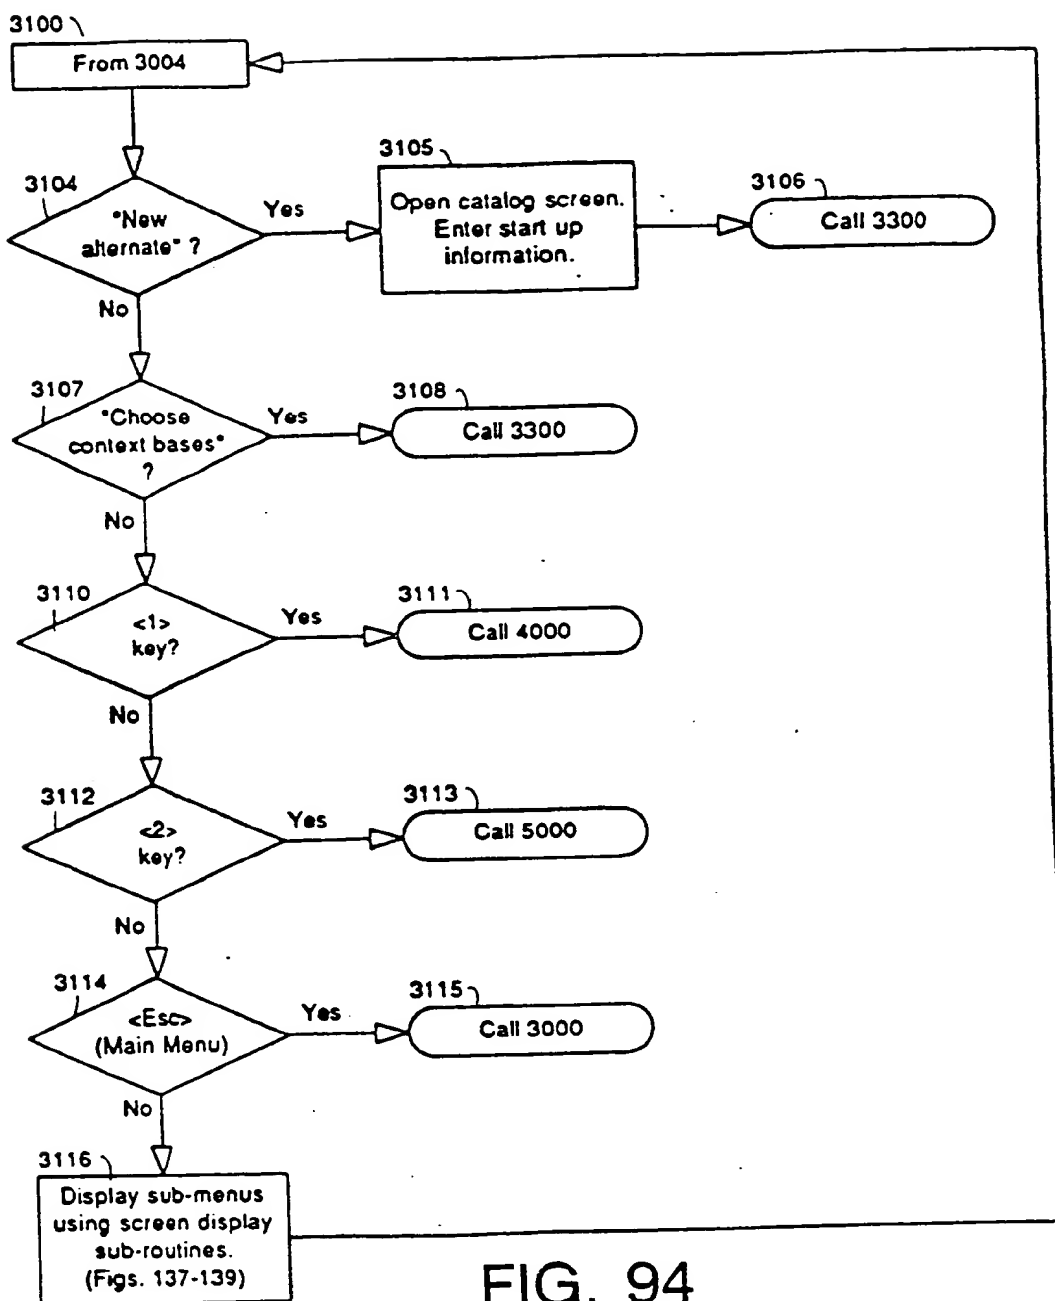 3100
From 3004
3104
"New
alternate" ?
Yes
3105
Open catalog screen.
Enter start up
information.
3106
Call 3300
No
3107
"Choose
context bases"
?
Yes
3108
Call 3300
No
3110
<1>
key?
Yes
3111
Call 4000
No
3112
<2>
key?
Yes
3113
Call 5000
No
3114
<Esc>
(Main Menu)
Yes
3115
Call 3000
No
3116
Display sub-menus
using screen display
sub-routines.
(Figs. 137-139)
FIG. 94